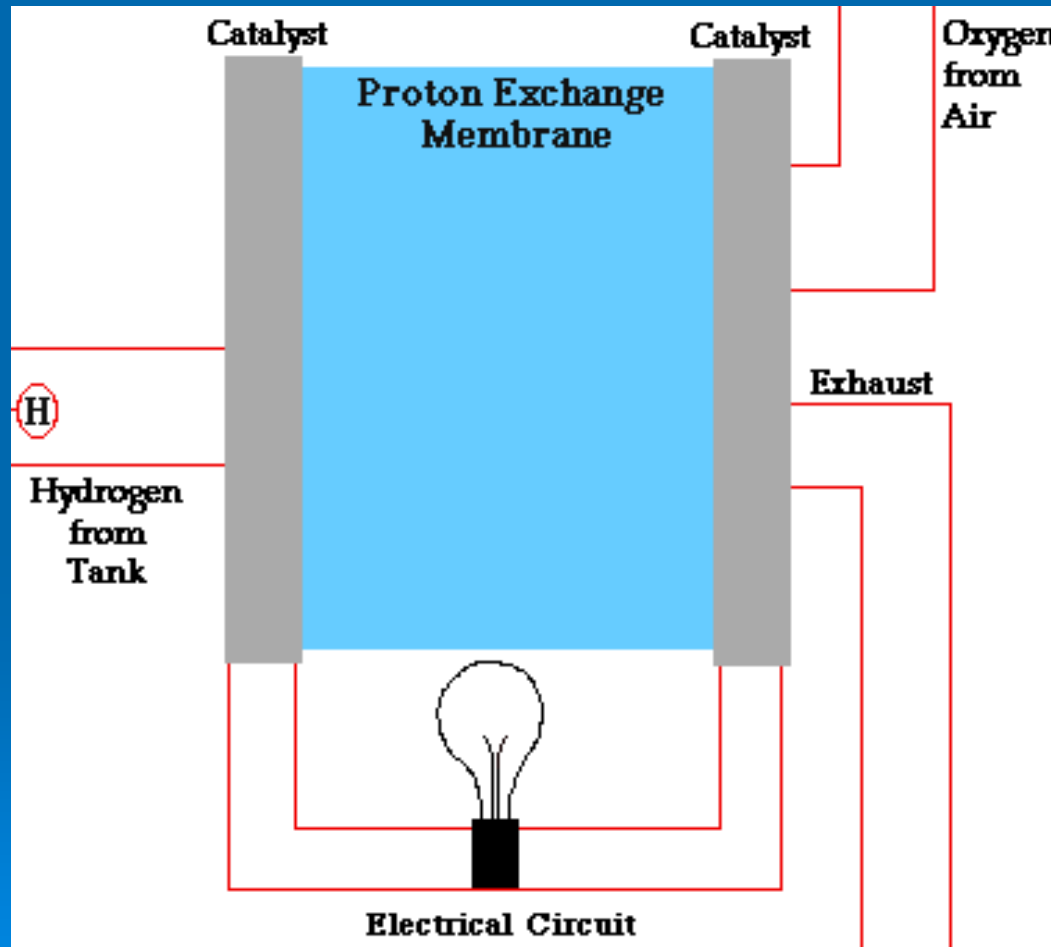 Catalyst
Catalyst
Oxygen
from
Air
Proton Exchange
Membrane
Exhaust
H
Hydrogen
from
Tank
Electrical Circuit